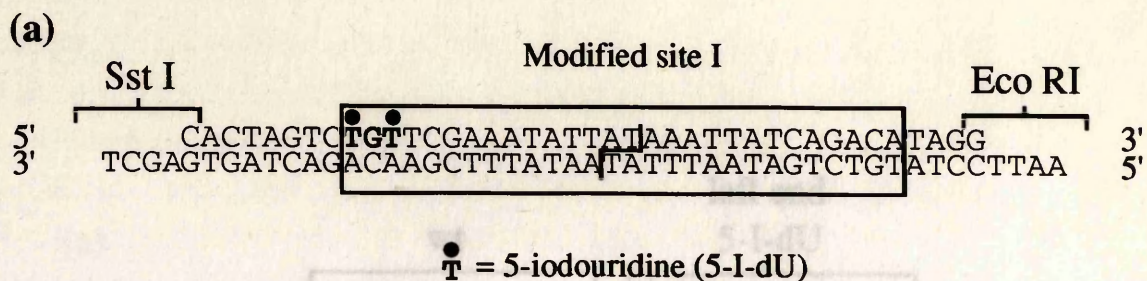 (a)
Modified site I
Sst I
Eco RI
5' CACTAGTCTGTTCGAAATATTATAAATTATCAGACATAGG 3'
3' TCGAGTGATCAGACAAGCTTTATAATATTTAATAGTCTGTATCCTTAA 5'
T = 5-iodouridine (5-I-dU)